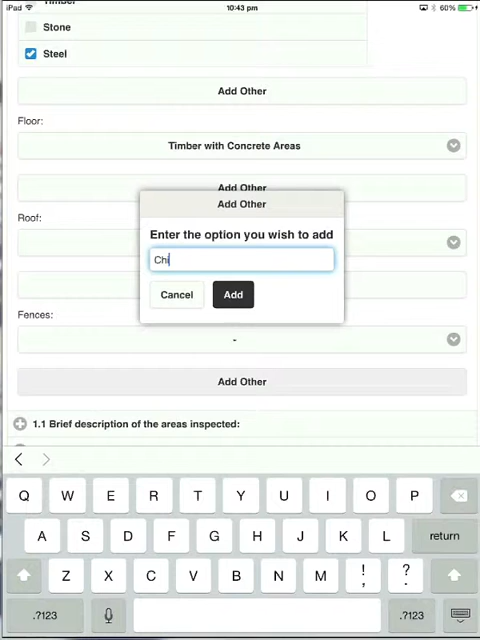 iPad 10:43 pm 60%
Timber
Stone
Steel
Add Other
Floor:
Timber with Concrete Areas
Add Other
Add Other
Roof:
Enter the option you wish to add
Chi
Cancel Add
Fences:
-
Add Other
1.1 Brief description of the areas inspected:
Q W E R T Y U I O P
A S D F G H J K L return
Z X C V B N M ! , ? .
.?123 .?123